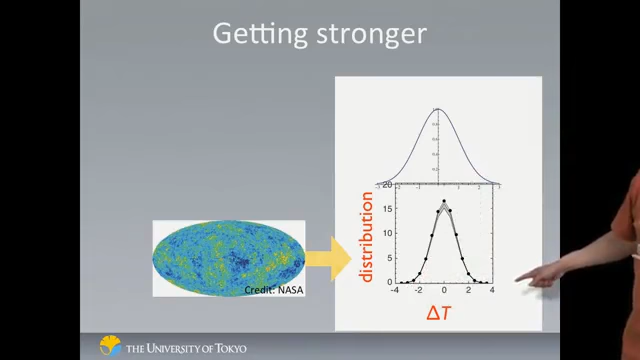 Getting stronger
20
15
10
5
0
-4
-2
0
2
4
distribution
ΔT
Credit: NASA
THE UNIVERSITY OF TOKYO